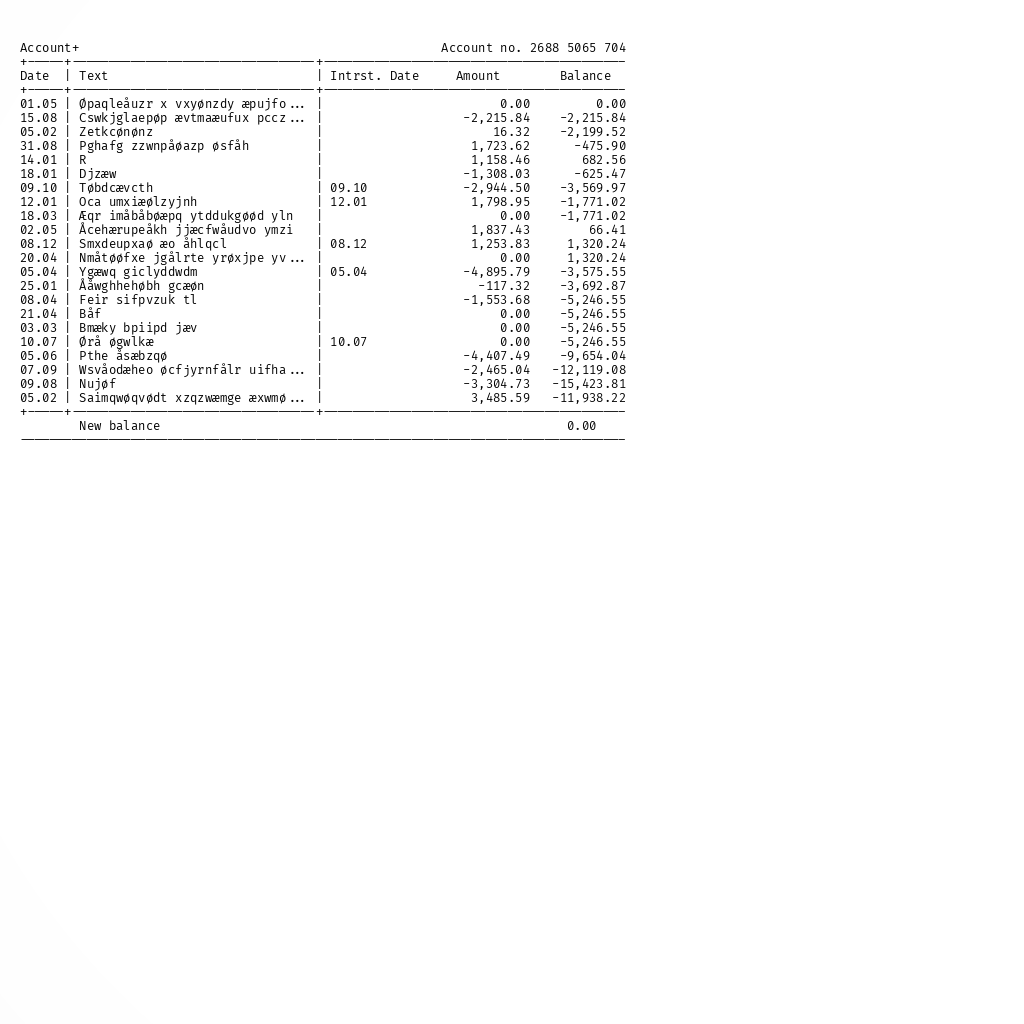 Account+ Account no. 2688 5065 704
Date | Text | Intrst. Date Amount Balance
01.05 | Øpaqleåuzr x vxyønzdy æpujfo... | 0.00 0.00
15.08 | Cswkjglaepøp ævtmaæufux pccz... | -2,215.84 -2,215.84
05.02 | Zetkcønønz | 16.32 -2,199.52
31.08 | Pghafg zzwnpåøazp øsfåh | 1,723.62 -475.90
14.01 | R | 1,158.46 682.56
18.01 | Djzæw | -1,308.03 -625.47
09.10 | Tøbdcævcth | 09.10 -2,944.50 -3,569.97
12.01 | Oca umxiæølzyjnh | 12.01 1,798.95 -1,771.02
18.03 | Æqr imåbåbøæpq ytddukgøød yln | 0.00 -1,771.02
02.05 | Åcehærupeåkh jjæcfwåudvo ymzi | 1,837.43 66.41
08.12 | Smxdeupxaø æo åhlqcl | 08.12 1,253.83 1,320.24
20.04 | Nmåtøøfxe jgålrte yrøxjpe yv... | 0.00 1,320.24
05.04 | Ygæwq giclyddwdm | 05.04 -4,895.79 -3,575.55
25.01 | Ååwghhehøbh gcæøn | -117.32 -3,692.87
08.04 | Feir sifpvzuk tl | -1,553.68 -5,246.55
21.04 | Båf | 0.00 -5,246.55
03.03 | Bmæky bpiipd jæv | 0.00 -5,246.55
10.07 | Ørå øgwlkæ | 10.07 0.00 -5,246.55
05.06 | Pthe åsæbzqø | -4,407.49 -9,654.04
07.09 | Wsvåodæheo øcfjyrnfålr uifha... | -2,465.04 -12,119.08
09.08 | Nujøf | -3,304.73 -15,423.81
05.02 | Saimqwøqvødt xzqzwæmge æxwmø... | 3,485.59 -11,938.22
New balance 0.00